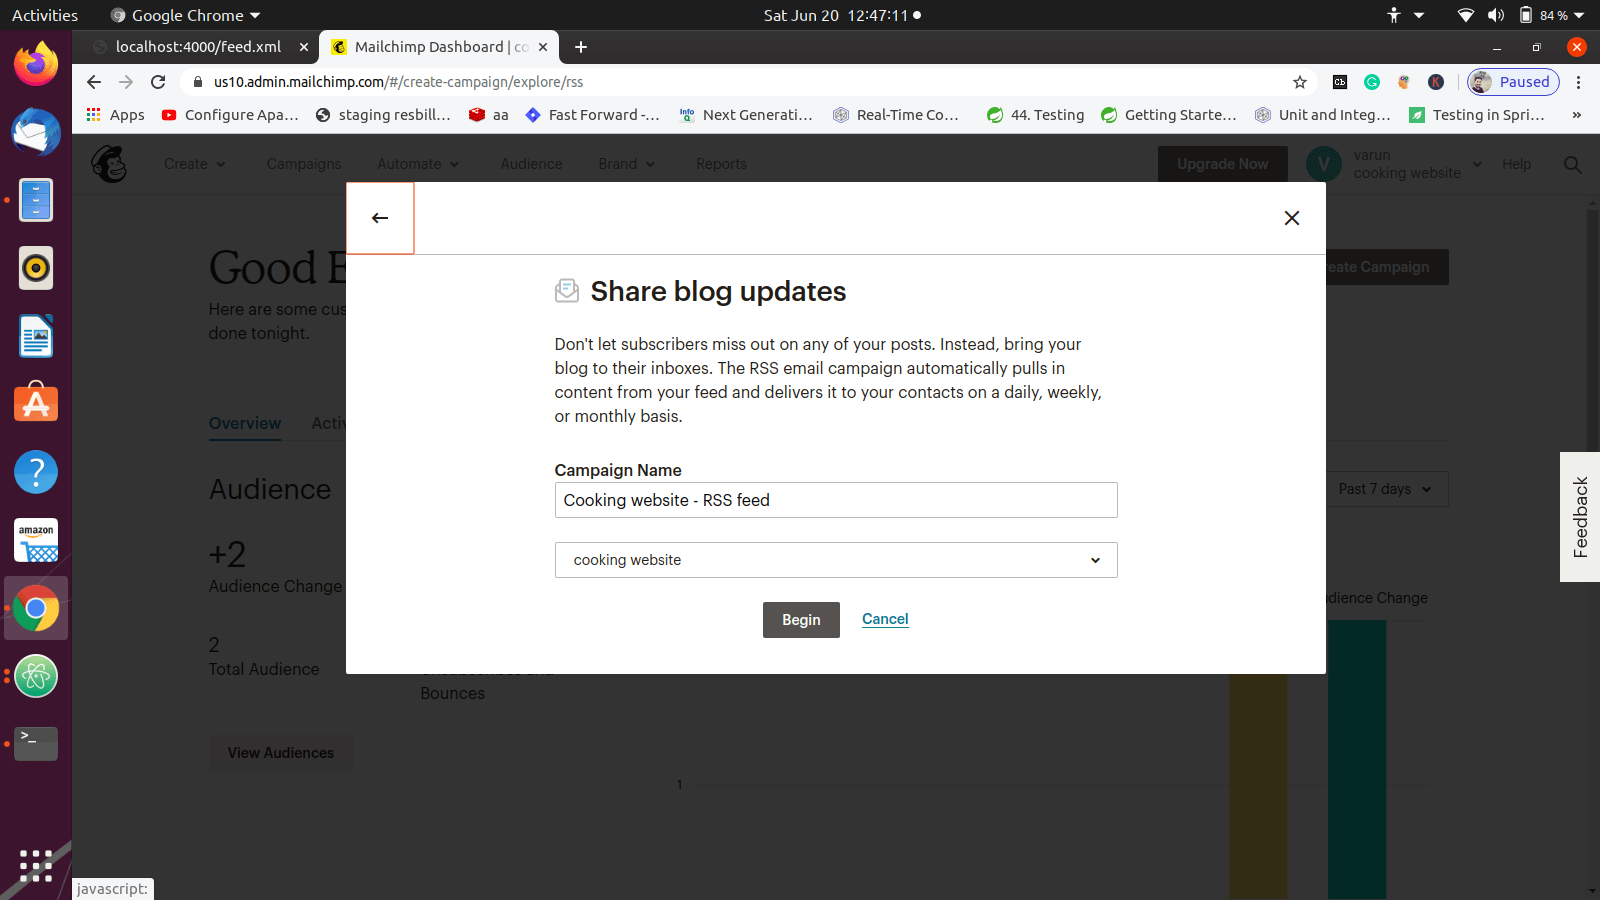 Activities Google Chrome Sat Jun 20 12:47:11 84 %
localhost:4000/feed.xml Mailchimp Dashboard | co
us10.admin.mailchimp.com/#/create-campaign/explore/rss Paused
Apps Configure Apa... staging resbill... aa Fast Forward -... Next Generati... Real-Time Co... 44. Testing Getting Starte... Unit and Integ... Testing in Spri... »
Create Campaigns Automate Audience Brand Reports Upgrade Now V varun
cooking website Help
Good E
Here are some cus
done tonight.
eate Campaign
Share blog updates
Don't let subscribers miss out on any of your posts. Instead, bring your
blog to their inboxes. The RSS email campaign automatically pulls in
content from your feed and delivers it to your contacts on a daily, weekly,
or monthly basis.
Overview Activ
Campaign Name
Cooking website - RSS feed
cooking website
Begin Cancel
Audience
Past 7 days
Feedback
+2
Audience Change
dience Change
2
Total Audience
Bounces
View Audiences
1
amazon
javascript: